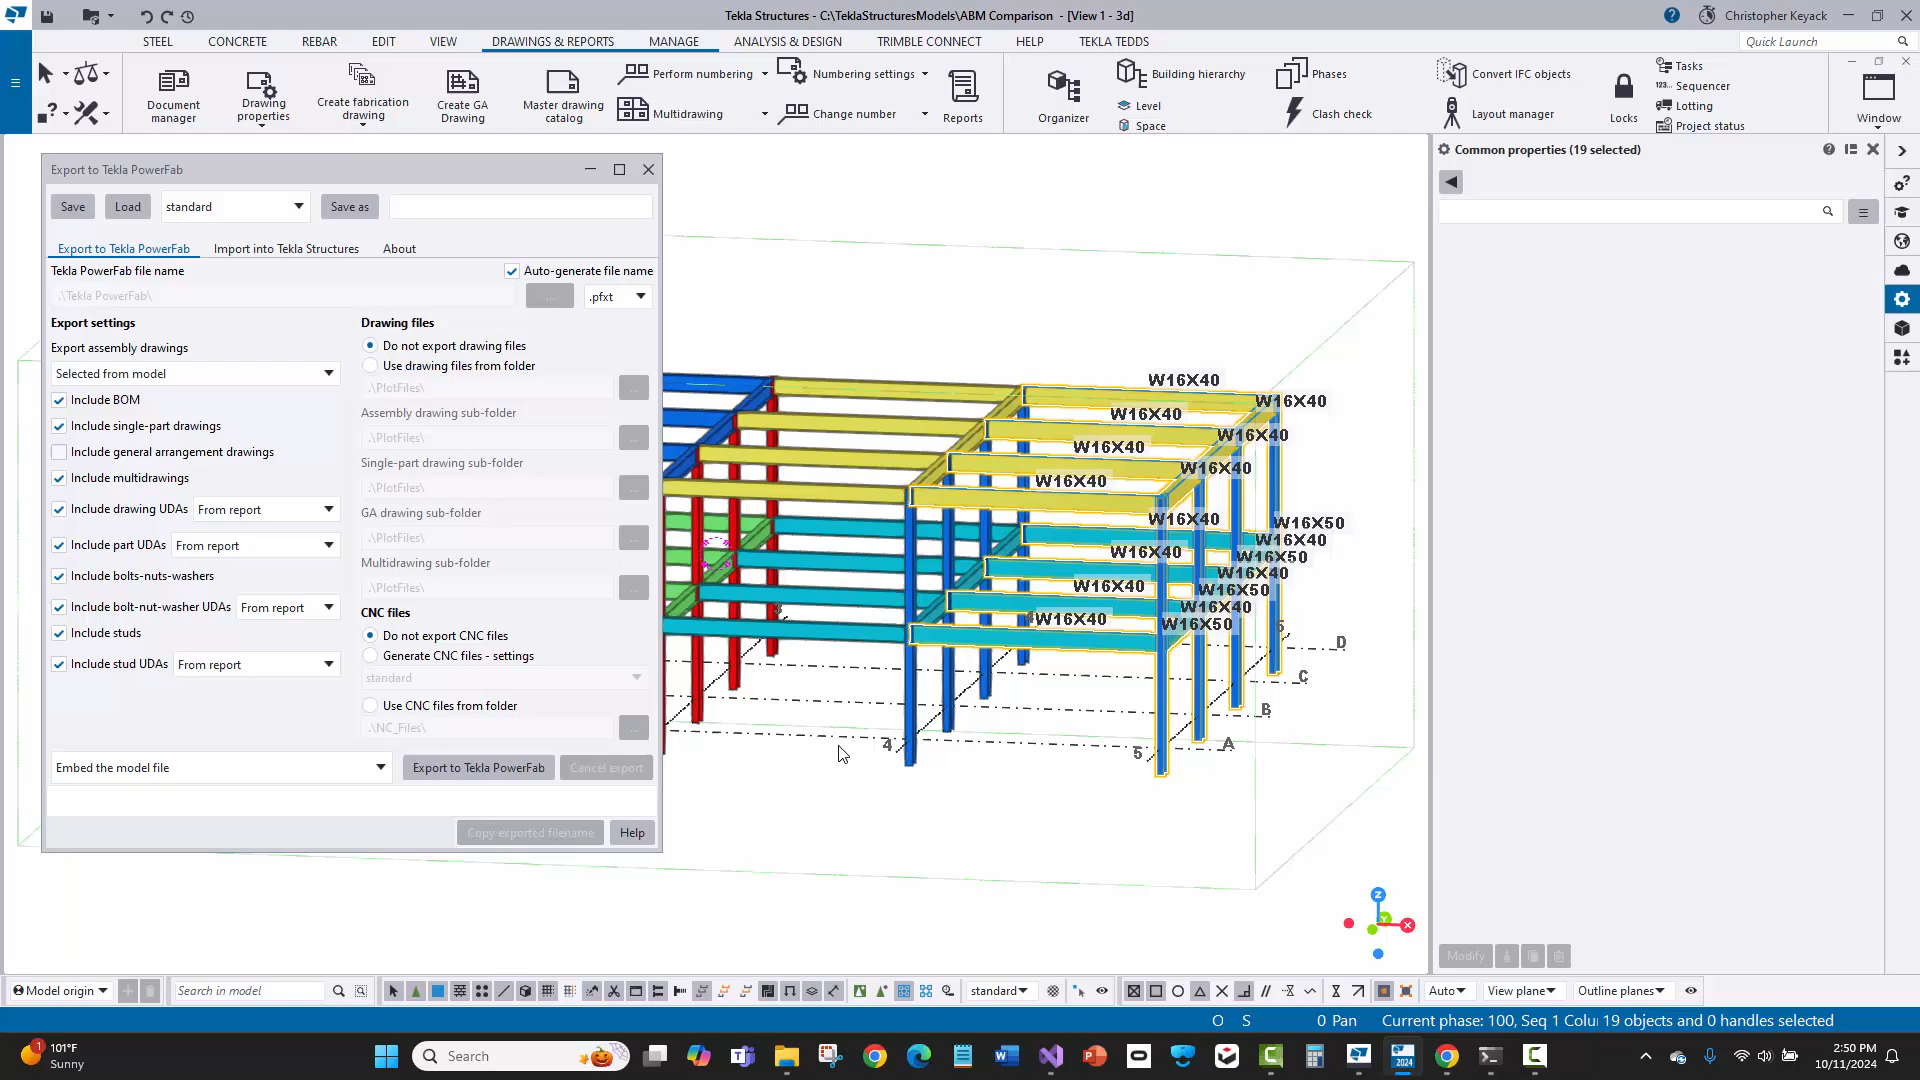 Tekla Structures - C:\TeklaStructuresModels\ABM Comparison - [View 1 - 3d]
Christopher Keyack
STEEL CONCRETE REBAR EDIT VIEW DRAWINGS & REPORTS MANAGE ANALYSIS & DESIGN TRIMBLE CONNECT HELP TEKLA TEDDS
Quick Launch
Document manager
Drawing properties
Create fabrication drawing
Create GA Drawing
Master drawing catalog
Perform numbering
Multidrawing
Numbering settings
Change number
Reports
Organizer
Building hierarchy
Level
Space
Phases
Clash check
Convert IFC objects
Layout manager
Locks
Tasks
Sequencer
Lotting
Project status
Window
Export to Tekla PowerFab
Save Load standard Save as
Export to Tekla PowerFab Import into Tekla Structures About
Tekla PowerFab file name
Auto-generate file name
.\Tekla PowerFab\
...
.pfxt
Export settings
Export assembly drawings
Selected from model
Include BOM
Include single-part drawings
Include general arrangement drawings
Include multidrawings
Include drawing UDAs From report
Include part UDAs From report
Include bolts-nuts-washers
Include bolt-nut-washer UDAs From report
Include studs
Include stud UDAs From report
Drawing files
Do not export drawing files
Use drawing files from folder
.\PlotFiles\ ...
Assembly drawing sub-folder
.\PlotFiles\ ...
Single-part drawing sub-folder
.\PlotFiles\ ...
GA drawing sub-folder
.\PlotFiles\ ...
Multidrawing sub-folder
.\PlotFiles\ ...
CNC files
Do not export CNC files
Generate CNC files - settings
standard
Use CNC files from folder
.\NC_Files\ ...
Embed the model file
Export to Tekla PowerFab
Cancel export
Copy exported filename
Help
W16X40
W16X40
W16X40
W16X40
W16X40
W16X40
W16X40
W16X40
W16X50
W16X40
W16X40
W16X50
W16X40
W16X40
W16X50
W16X40
W16X40
W16X40
W16X50
3
4
4
5
5
A
B
C
D
Z
Y
X
Common properties (19 selected)
Modify
Model origin
Search in model
standard
Auto
View plane
Outline planes
O S 0 Pan Current phase: 100, Seq 1 Colu 19 objects and 0 handles selected
1
101°F
Sunny
Search
2024
2:50 PM
10/11/2024